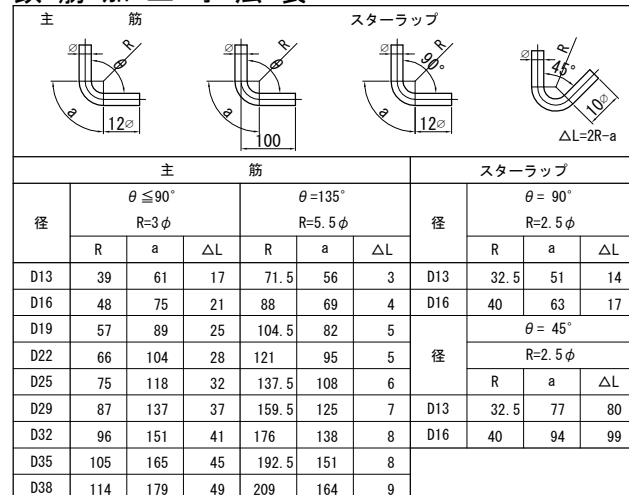 主 筋 スターラップ
∅ R θ a 12∅
∅ R θ a 100
∅ R 90° a 12∅
∅ R 45° 10∅
△L=2R-a
主 筋 スターラップ
径 θ≦90° θ=135° 径 θ= 90°
R=3φ R=5.5φ R=2.5φ
R a △L R a △L R a △L
D13 39 61 17 71.5 56 3 D13 32.5 51 14
D16 48 75 21 88 69 4 D16 40 63 17
D19 57 89 25 104.5 82 5 径 θ= 45°
D22 66 104 28 121 95 5 R=2.5φ
D25 75 118 32 137.5 108 6 R a △L
D29 87 137 37 159.5 125 7 D13 32.5 77 80
D32 96 151 41 176 138 8 D16 40 94 99
D35 105 165 45 192.5 151 8
D38 114 179 49 209 164 9